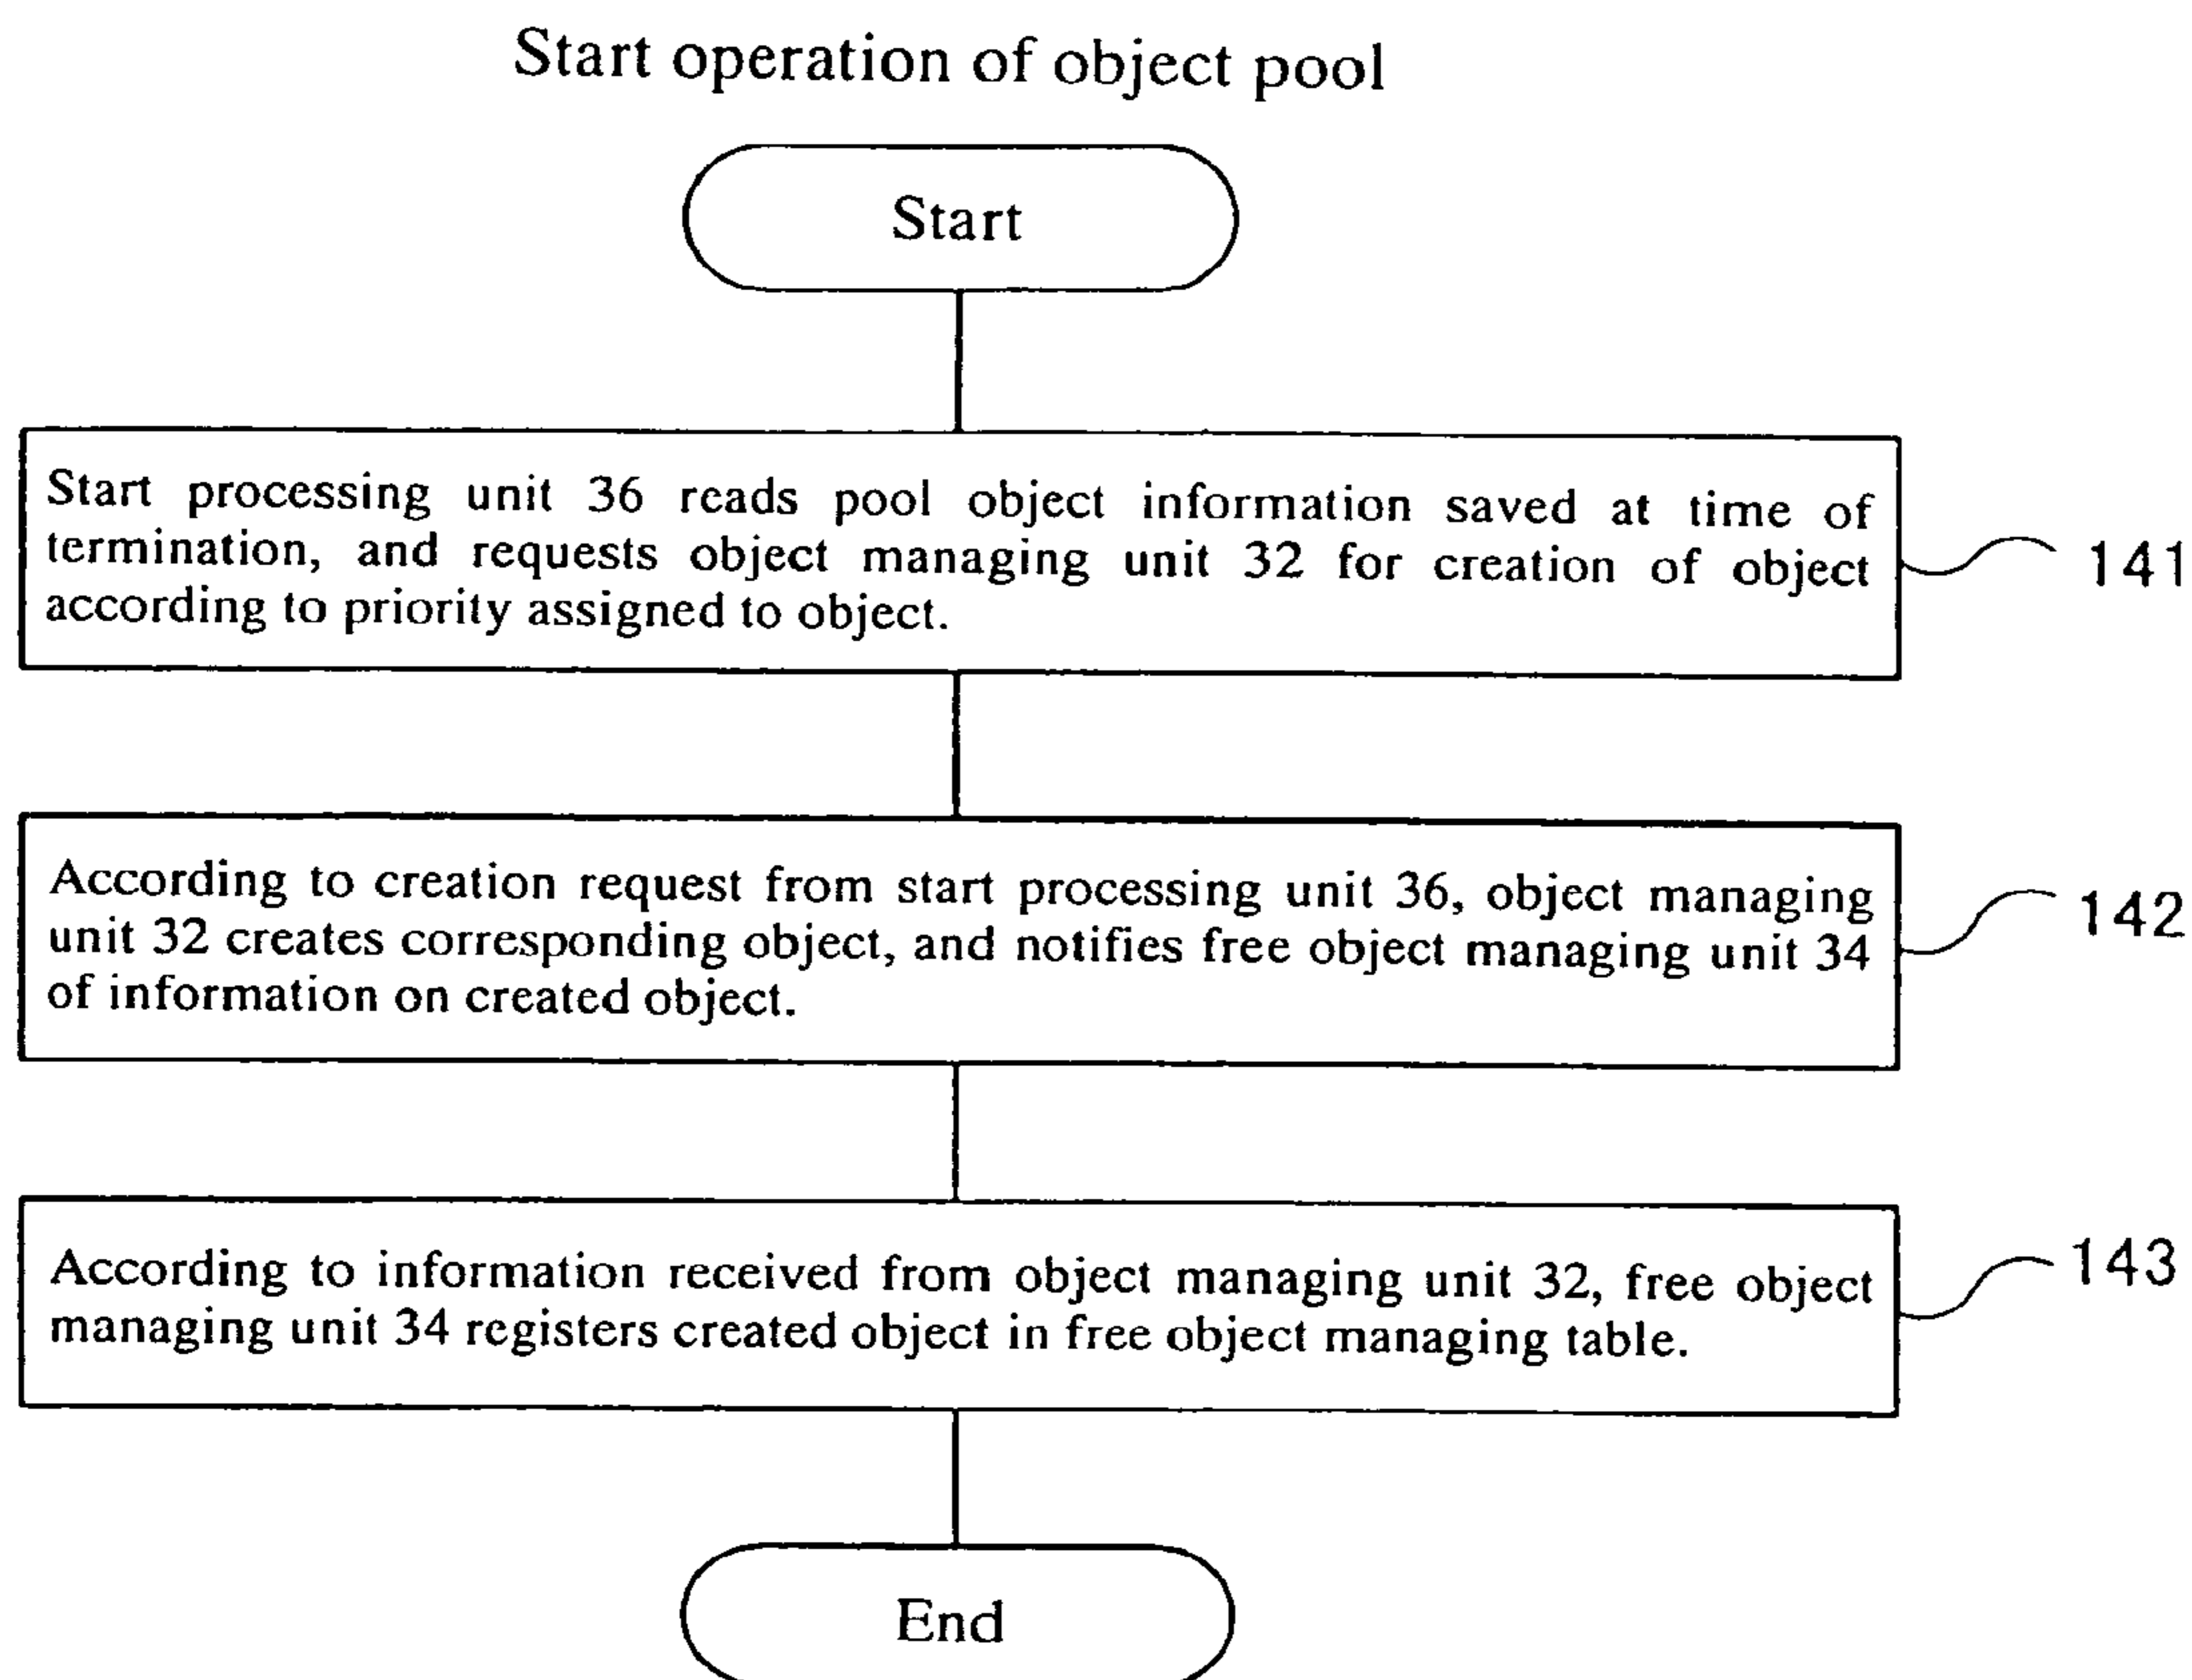 Start operation of object pool
Start
Start processing unit 36 reads pool object information saved at time of
termination, and requests object managing unit 32 for creation of object
according to priority assigned to object.
141
According to creation request from start processing unit 36, object managing
unit 32 creates corresponding object, and notifies free object managing unit 34
of information on created object.
142
According to information received from object managing unit 32, free object
managing unit 34 registers created object in free object managing table.
143
End